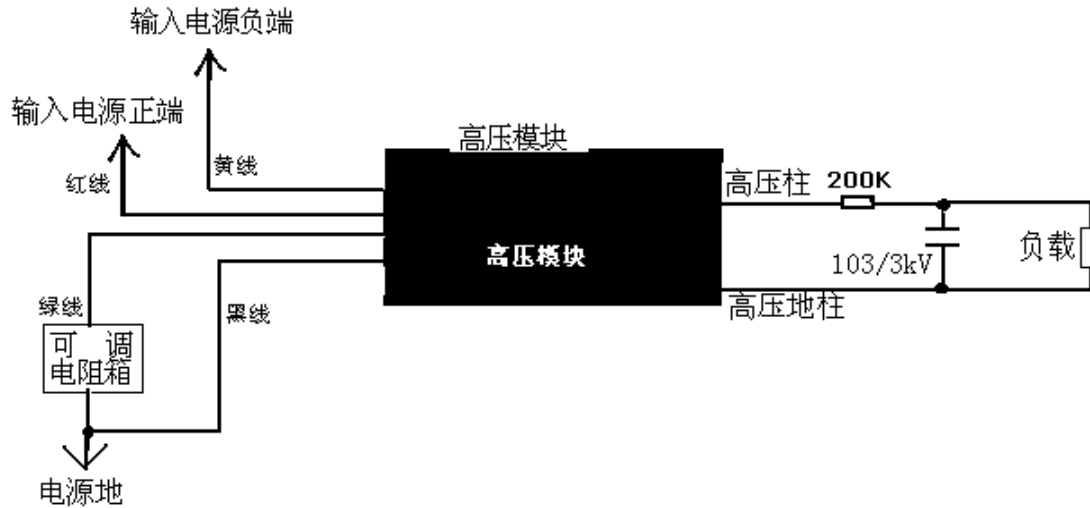 输入电源负端
输入电源正端
高压模块
黄线
红线
高压柱
200K
高压模块
103/3kV
负载
绿线
黑线
高压地柱
可 调
电阻箱
电源地